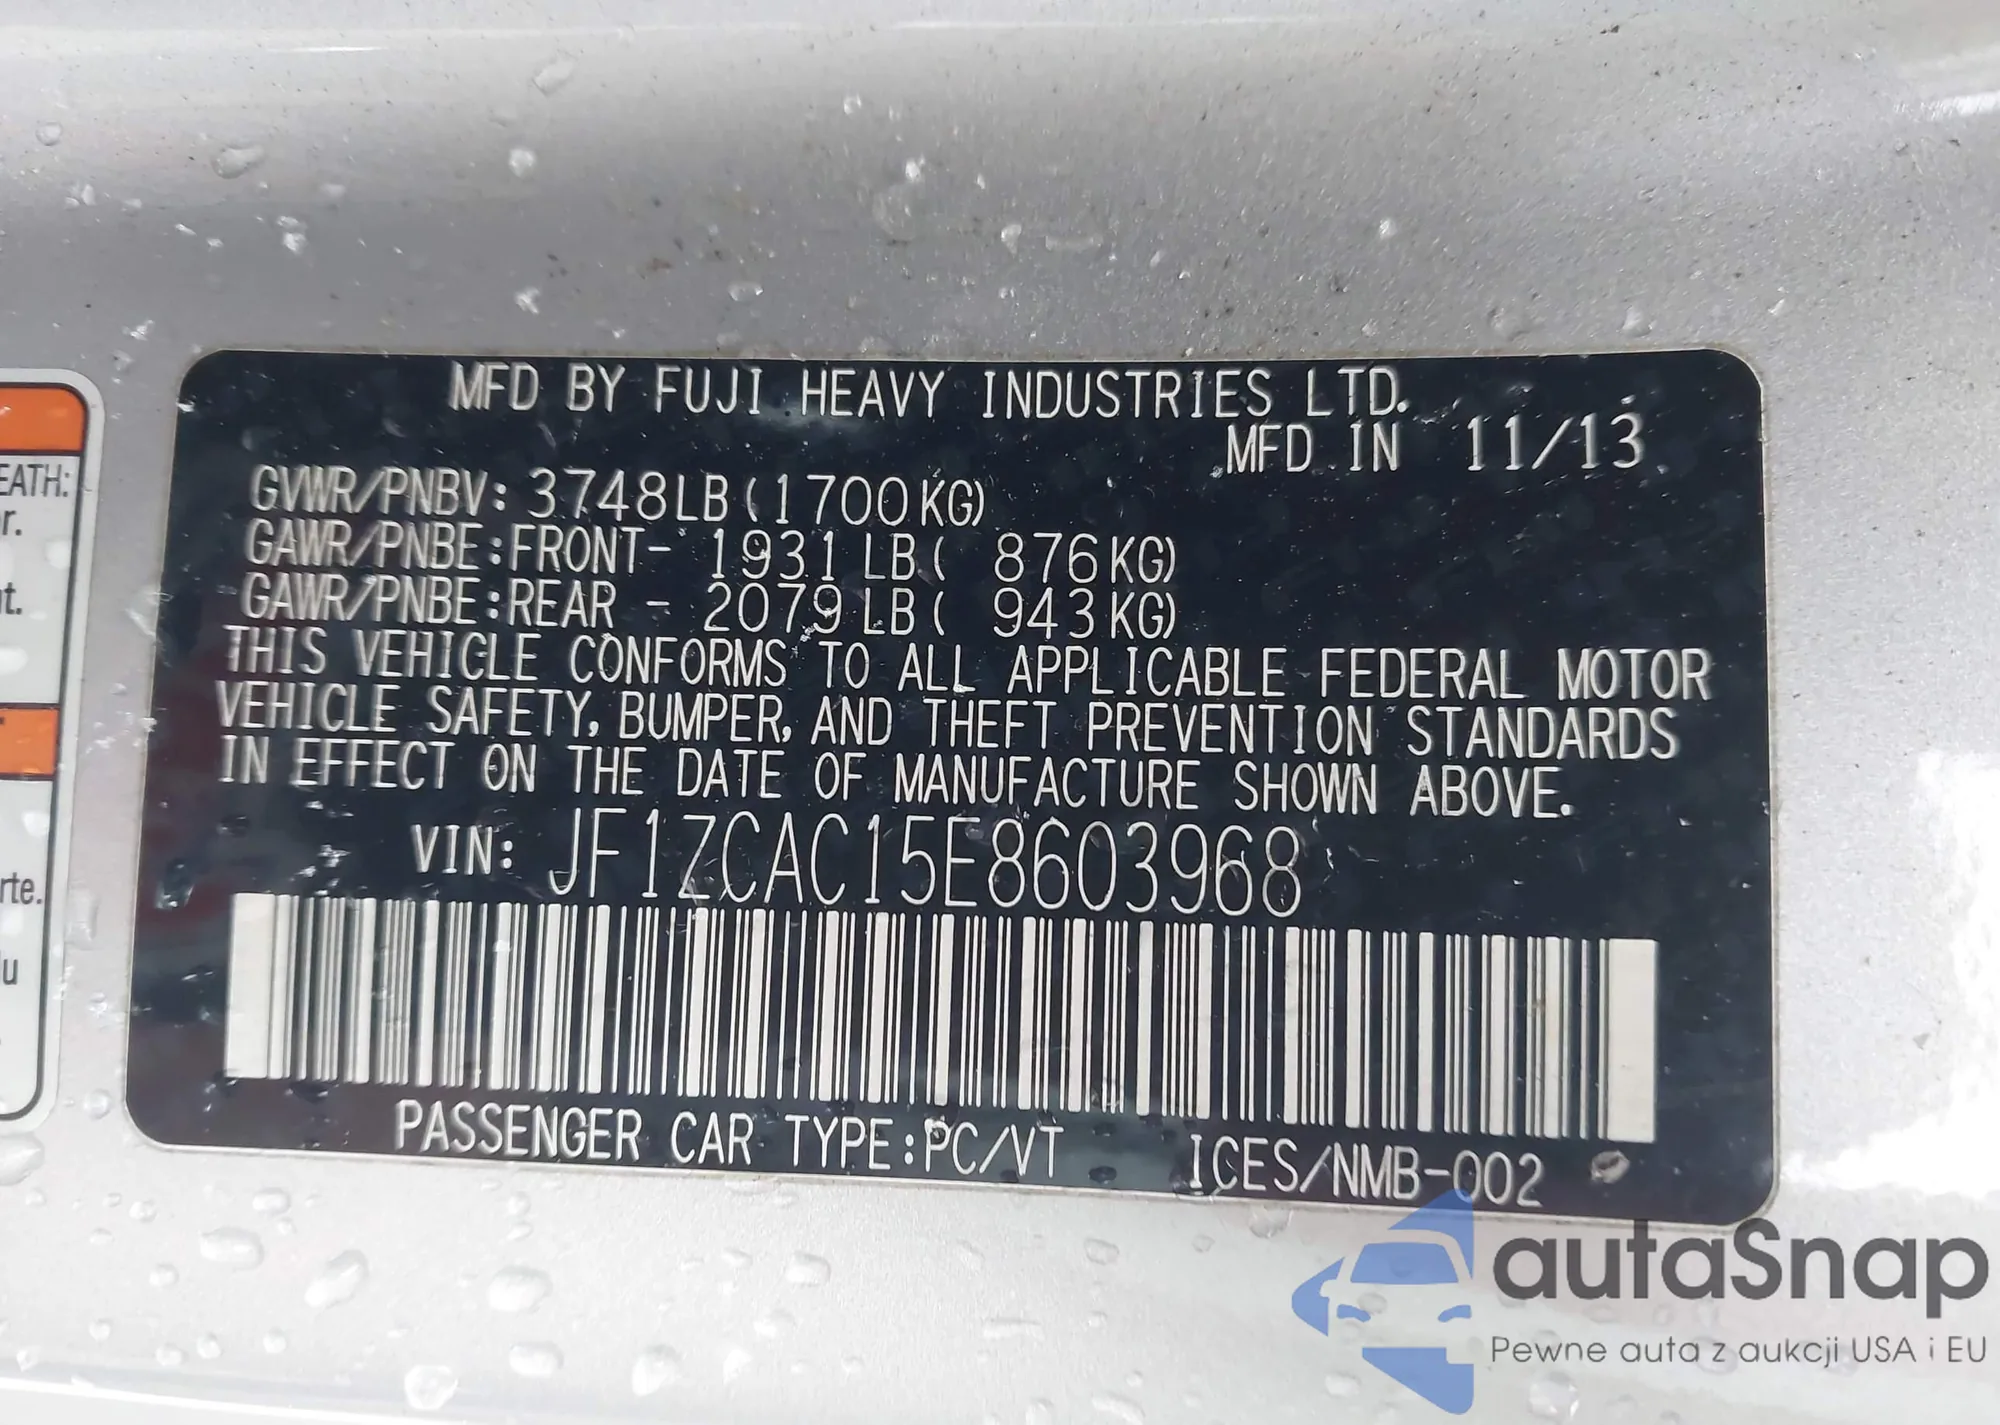 MFD BY FUJI HEAVY INDUSTRIES LTD.
MFD IN 11/13
GVWR/PNBV: 3748LB(1700KG)
GAWR/PNBE:FRONT- 1931LB( 876KG)
GAWR/PNBE:REAR - 2079LB( 943KG)
THIS VEHICLE CONFORMS TO ALL APPLICABLE FEDERAL MOTOR
VEHICLE SAFETY, BUMPER, AND THEFT PREVENTION STANDARDS
IN EFFECT ON THE DATE OF MANUFACTURE SHOWN ABOVE.
VIN: JF1ZCAC15E8603968
PASSENGER CAR TYPE:PC/VT ICES/NMB-002
EATH:
r.
t.
rte.
u
autaSnap
Pewne auta z aukcji USA i EU